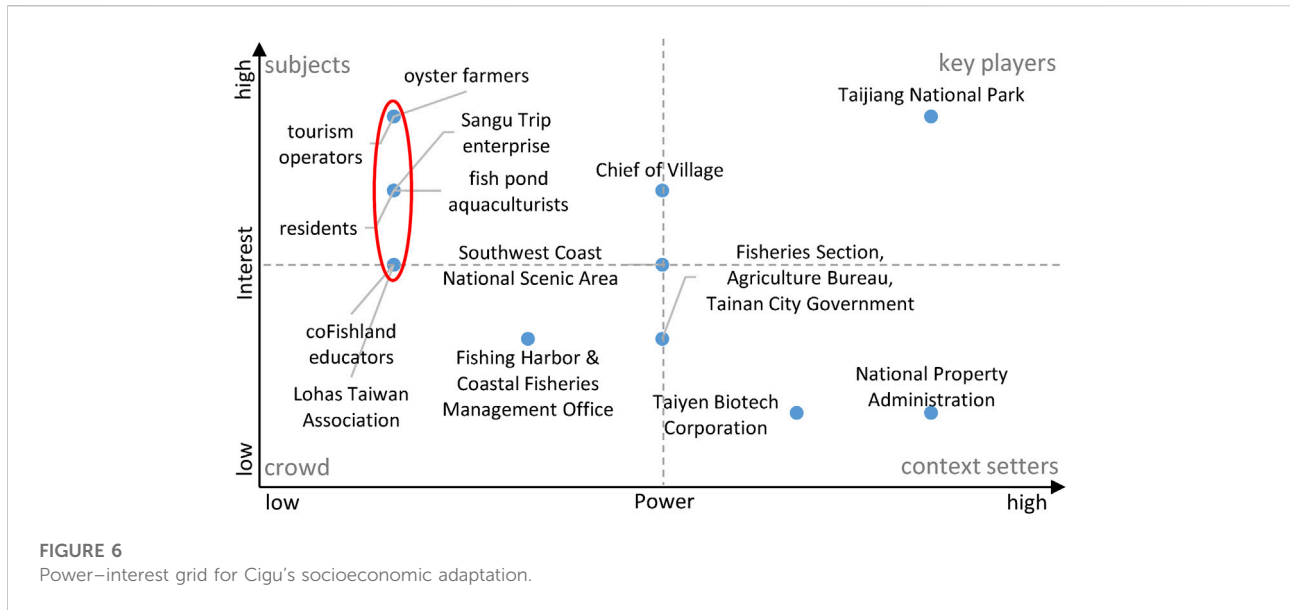 high
subjects
key players
oyster farmers
Taijiang National Park
Sangu Trip
enterprise
tourism
operators
Chief of Village
fish pond
aquaculturists
residents
Interest
Southwest Coast
National Scenic Area
Fisheries Section,
Agriculture Bureau,
Tainan City Government
coFishland
educators
Fishing Harbor &
Coastal Fisheries
Management Office
National Property
Administration
Lohas Taiwan
Association
Taiyen Biotech
Corporation
low
crowd
context setters
low
Power
high
FIGURE 6
Power–interest grid for Cigu's socioeconomic adaptation.